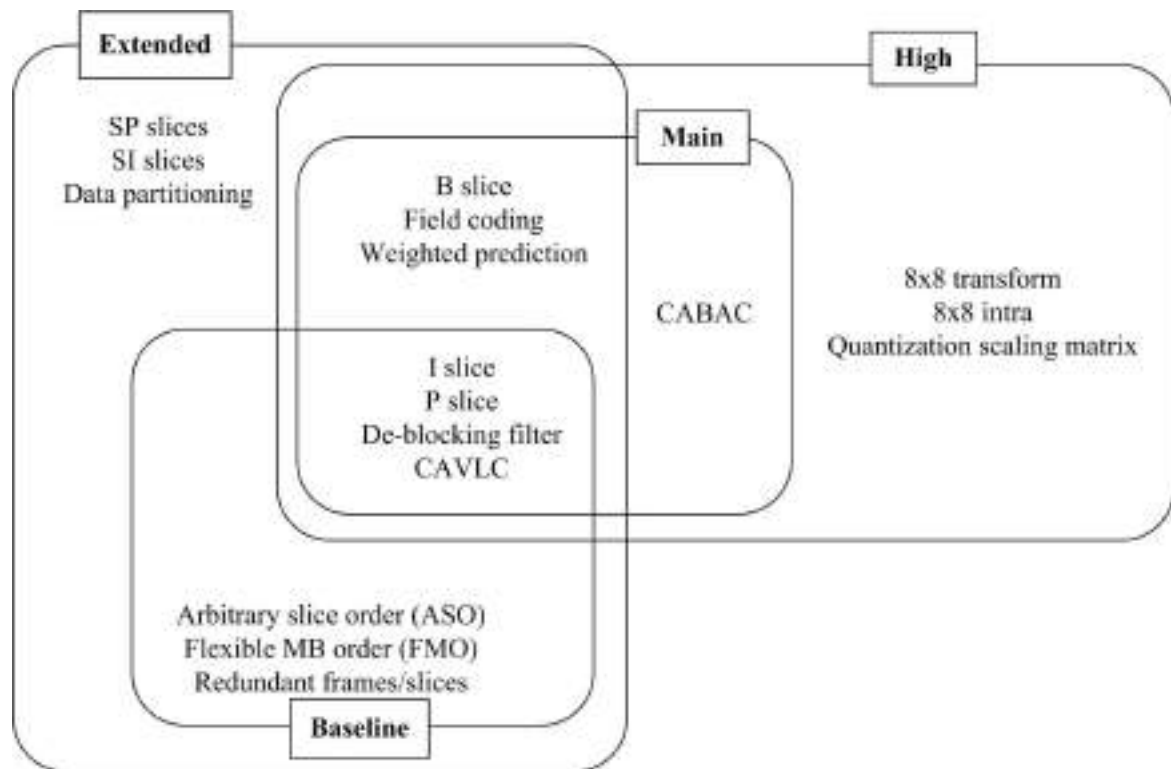 Extended
High
SP slices
SI slices
Data partitioning
Main
B slice
Field coding
Weighted prediction
CABAC
8x8 transform
8x8 intra
Quantization scaling matrix
I slice
P slice
De-blocking filter
CAVLC
Arbitrary slice order (ASO)
Flexible MB order (FMO)
Redundant frames/slices
Baseline